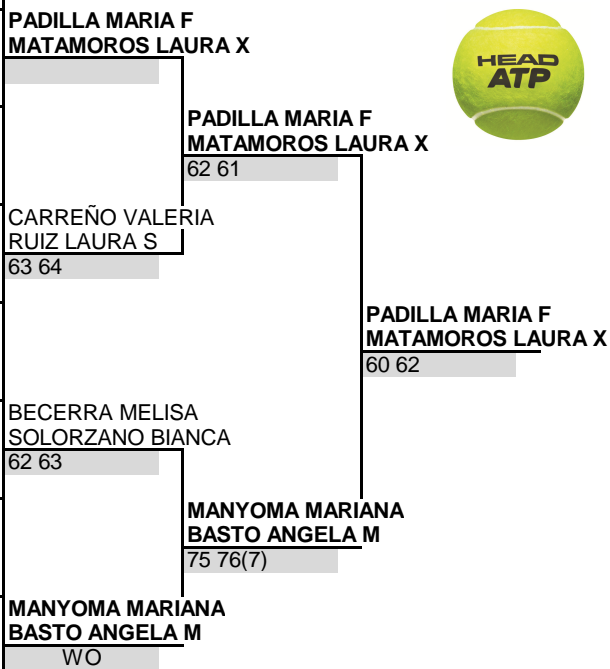 PADILLA MARIA F
MATAMOROS LAURA X
HEAD
ATP
PADILLA MARIA F
MATAMOROS LAURA X
62 61
CARREÑO VALERIA
RUIZ LAURA S
63 64
PADILLA MARIA F
MATAMOROS LAURA X
60 62
BECERRA MELISA
SOLORZANO BIANCA
62 63
MANYOMA MARIANA
BASTO ANGELA M
75 76(7)
MANYOMA MARIANA
BASTO ANGELA M
WO